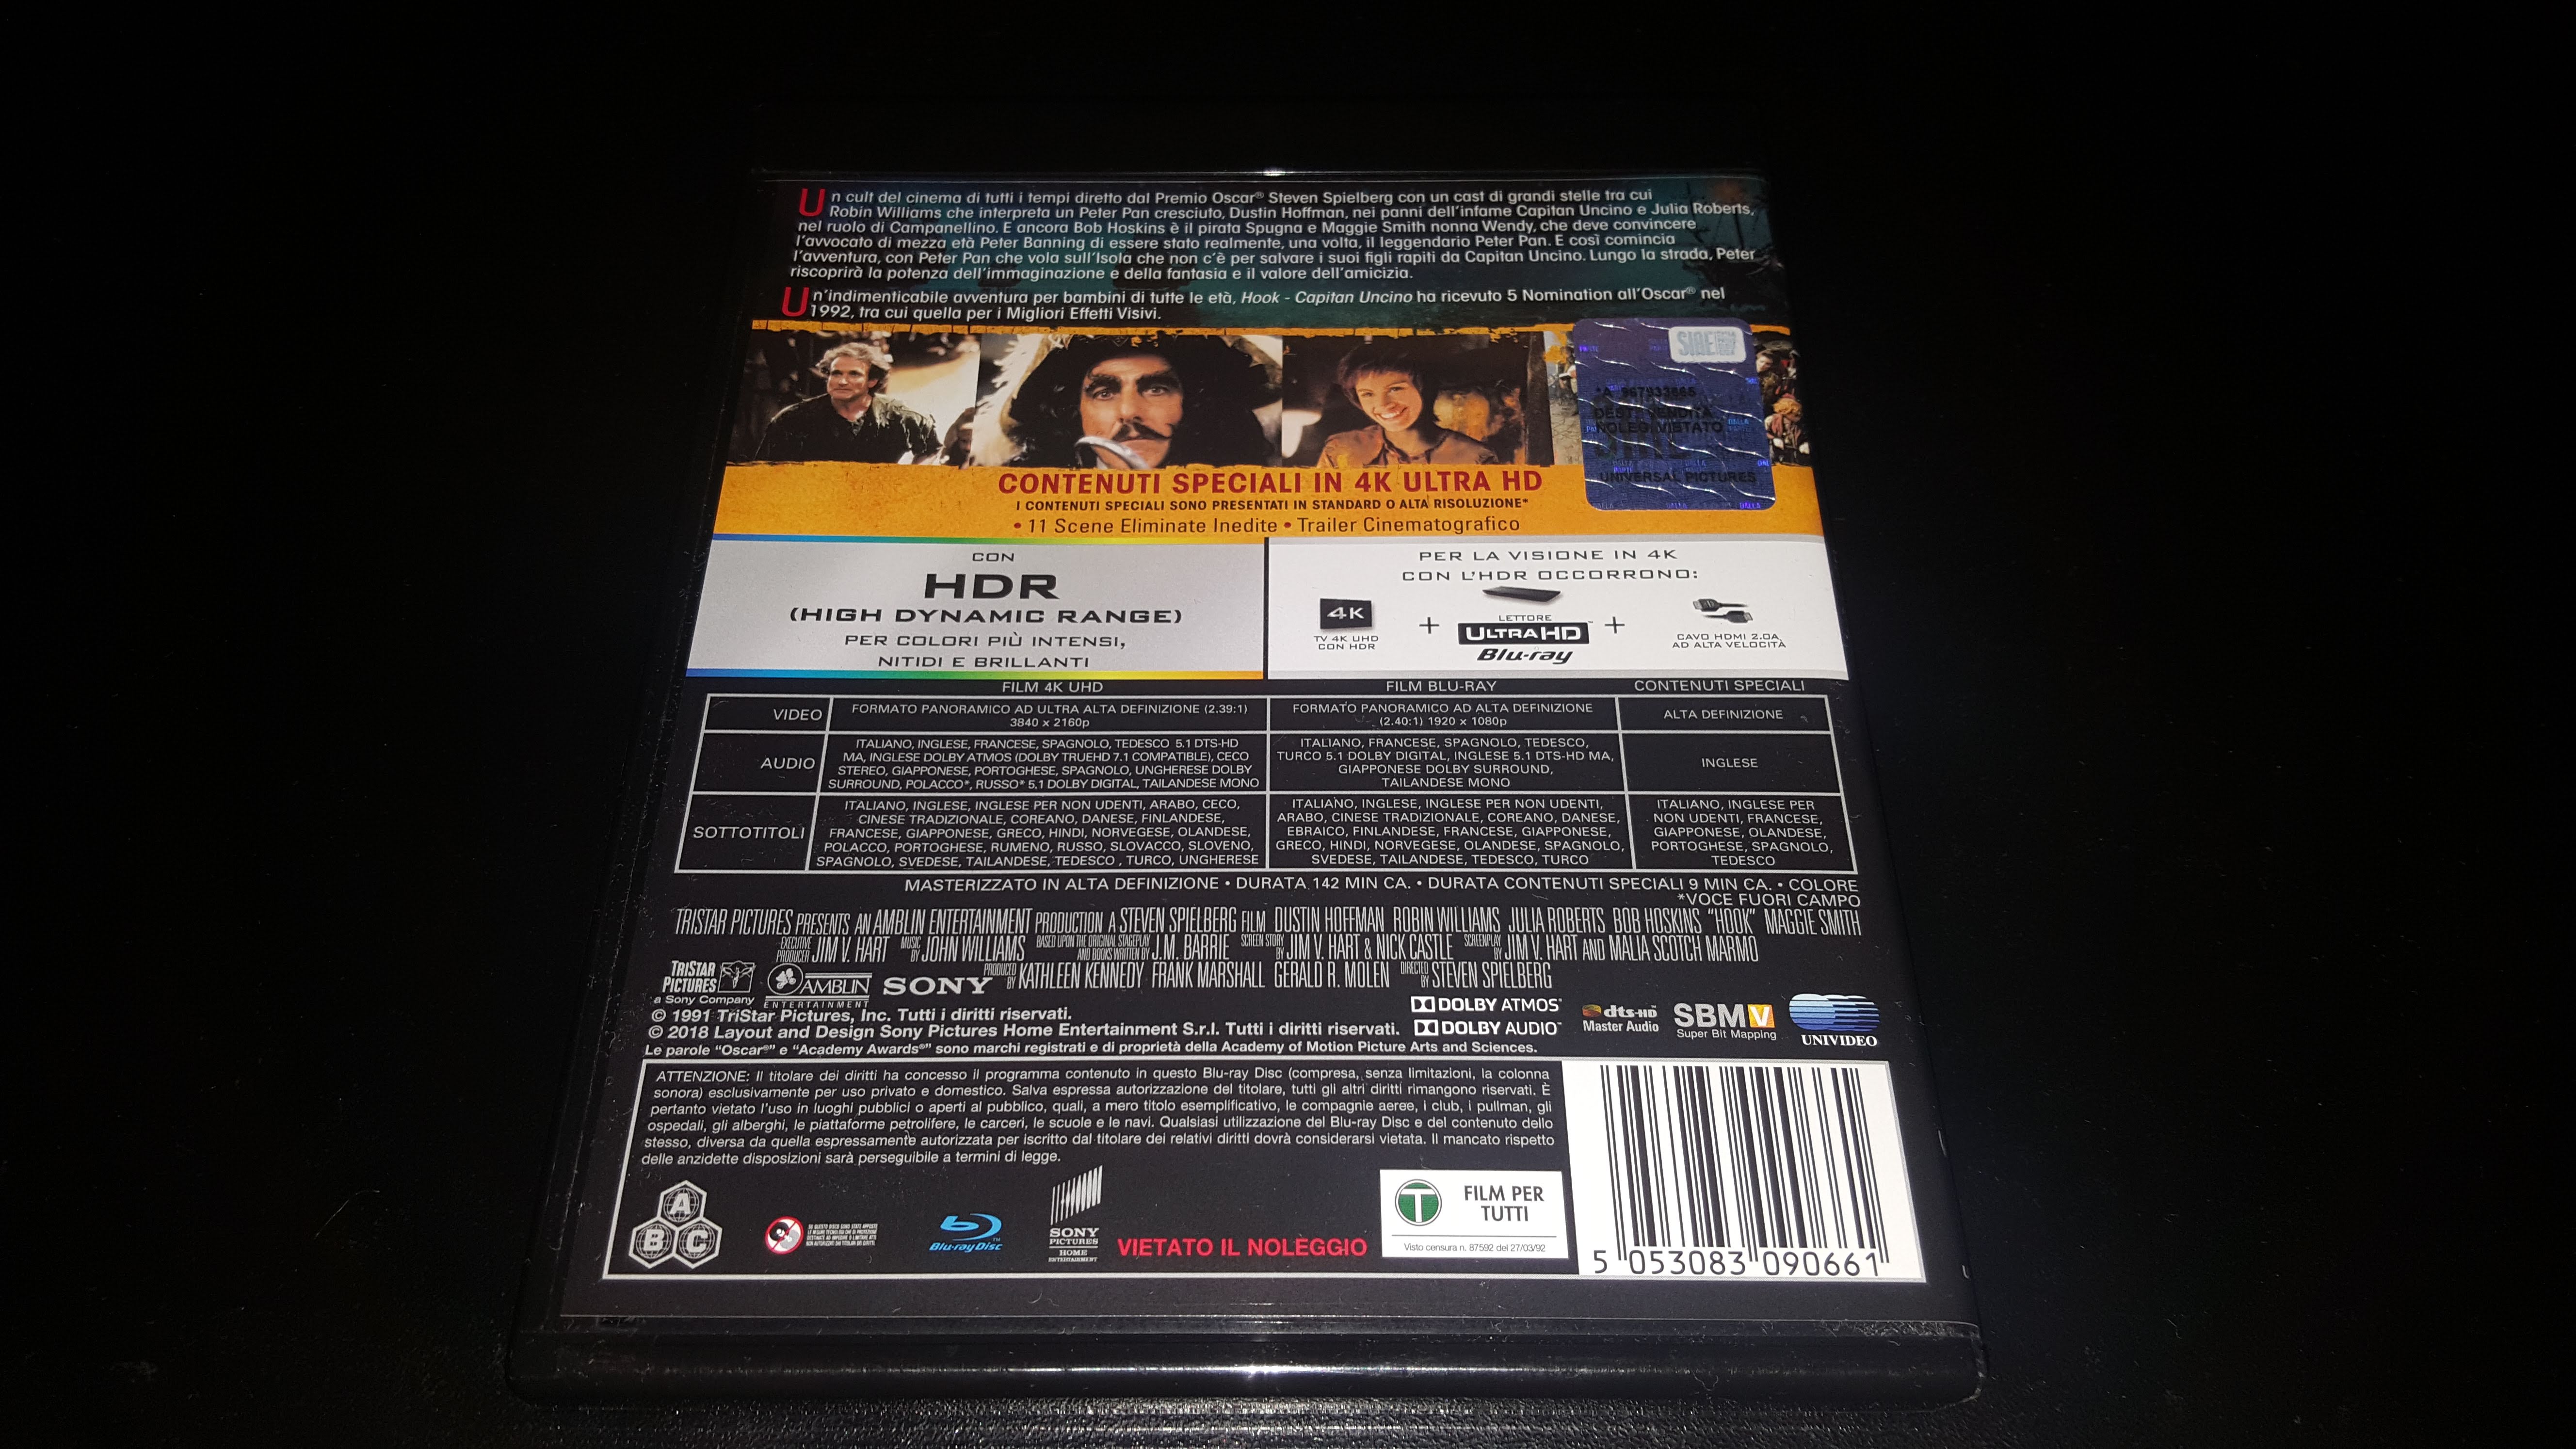 Un cult del cinema di tutti i tempi diretto dal Premio Oscar® Steven Spielberg con un cast di grandi stelle tra cui
Robin Williams che interpreta un Peter Pan cresciuto, Dustin Hoffman, nei panni dell'infame Capitan Uncino e Julia Roberts,
nel ruolo di Campanellino. E ancora Bob Hoskins è il pirata Spugna e Maggie Smith nonna Wendy, che deve convincere
l'avvocato di mezza età Peter Banning di essere stato realmente, una volta, il leggendario Peter Pan. E così comincia
l'avventura, con Peter Pan che vola sull'Isola che non c'è per salvare i suoi figli rapiti da Capitan Uncino. Lungo la strada, Peter
riscoprirà la potenza dell'immaginazione e della fantasia e il valore dell'amicizia.
Un'indimenticabile avventura per bambini di tutte le età, Hook - Capitan Uncino ha ricevuto 5 Nomination all'Oscar® nel
1992, tra cui quella per i Migliori Effetti Visivi.
NOLEG. VIETATO
UNIVERSAL PICTURES
CONTENUTI SPECIALI IN 4K ULTRA HD
I CONTENUTI SPECIALI SONO PRESENTATI IN STANDARD O ALTA RISOLUZIONE*
• 11 Scene Eliminate Inedite • Trailer Cinematografico
CON
HDR
(HIGH DYNAMIC RANGE)
PER COLORI PIÙ INTENSI,
NITIDI E BRILLANTI
PER LA VISIONE IN 4K
CON L'HDR OCCORRONO:
4K
TV 4K UHD
CON HDR
+
LETTORE
ULTRA HD
Blu-ray
+
CAVO HDMI 2.0A
AD ALTA VELOCITÀ
FILM 4K UHD
FILM BLU-RAY
CONTENUTI SPECIALI
VIDEO
FORMATO PANORAMICO AD ULTRA ALTA DEFINIZIONE (2.39:1)
3840 x 2160p
FORMATO PANORAMICO AD ALTA DEFINIZIONE
(2.40:1) 1920 x 1080p
ALTA DEFINIZIONE
AUDIO
ITALIANO, INGLESE, FRANCESE, SPAGNOLO, TEDESCO 5.1 DTS-HD
MA, INGLESE DOLBY ATMOS (DOLBY TRUEHD 7.1 COMPATIBLE), CECO
STEREO, GIAPPONESE, PORTOGHESE, SPAGNOLO, UNGHERESE DOLBY
SURROUND, POLACCO*, RUSSO* 5.1 DOLBY DIGITAL, TAILANDESE MONO
ITALIANO, FRANCESE, SPAGNOLO, TEDESCO,
TURCO 5.1 DOLBY DIGITAL, INGLESE 5.1 DTS-HD MA,
GIAPPONESE DOLBY SURROUND,
TAILANDESE MONO
INGLESE
SOTTOTITOLI
ITALIANO, INGLESE, INGLESE PER NON UDENTI, ARABO, CECO,
CINESE TRADIZIONALE, COREANO, DANESE, FINLANDESE,
FRANCESE, GIAPPONESE, GRECO, HINDI, NORVEGESE, OLANDESE,
POLACCO, PORTOGHESE, RUMENO, RUSSO, SLOVACCO, SLOVENO,
SPAGNOLO, SVEDESE, TAILANDESE, TEDESCO , TURCO, UNGHERESE
ITALIANO, INGLESE, INGLESE PER NON UDENTI,
ARABO, CINESE TRADIZIONALE, COREANO, DANESE,
EBRAICO, FINLANDESE, FRANCESE, GIAPPONESE,
GRECO, HINDI, NORVEGESE, OLANDESE, SPAGNOLO,
SVEDESE, TAILANDESE, TEDESCO, TURCO
ITALIANO, INGLESE PER
NON UDENTI, FRANCESE,
GIAPPONESE, OLANDESE,
PORTOGHESE, SPAGNOLO,
TEDESCO
MASTERIZZATO IN ALTA DEFINIZIONE • DURATA 142 MIN CA. • DURATA CONTENUTI SPECIALI 9 MIN CA. • COLORE
*VOCE FUORI CAMPO
TRISTAR PICTURES PRESENTS AN AMBLIN ENTERTAINMENT PRODUCTION A STEVEN SPIELBERG FILM DUSTIN HOFFMAN ROBIN WILLIAMS JULIA ROBERTS BOB HOSKINS "HOOK" MAGGIE SMITH
EXECUTIVE PRODUCER JIM V. HART MUSIC BY JOHN WILLIAMS BASED UPON THE ORIGINAL STAGEPLAY AND BOOKS WRITTEN BY J.M. BARRIE SCREEN STORY BY JIM V. HART & NICK CASTLE SCREENPLAY BY JIM V. HART AND MALIA SCOTCH MARMO
PRODUCED BY KATHLEEN KENNEDY FRANK MARSHALL GERALD R. MOLEN DIRECTED BY STEVEN SPIELBERG
TRISTAR PICTURES
a Sony Company
AMBLIN
ENTERTAINMENT
SONY
© 1991 TriStar Pictures, Inc. Tutti i diritti riservati.
© 2018 Layout and Design Sony Pictures Home Entertainment S.r.l. Tutti i diritti riservati.
Le parole "Oscar®" e "Academy Awards®" sono marchi registrati e di proprietà della Academy of Motion Picture Arts and Sciences.
DOLBY ATMOS®
DOLBY AUDIO™
dts-HD
Master Audio
SBMV
Super Bit Mapping
UNIVIDEO
ATTENZIONE: Il titolare dei diritti ha concesso il programma contenuto in questo Blu-ray Disc (compresa, senza limitazioni, la colonna
sonora) esclusivamente per uso privato e domestico. Salva espressa autorizzazione del titolare, tutti gli altri diritti rimangono riservati. È
pertanto vietato l'uso in luoghi pubblici o aperti al pubblico, quali, a mero titolo esemplificativo, le compagnie aeree, i club, i pullman, gli
ospedali, gli alberghi, le piattaforme petrolifere, le carceri, le scuole e le navi. Qualsiasi utilizzazione del Blu-ray Disc e del contenuto dello
stesso, diversa da quella espressamente autorizzata per iscritto dal titolare dei relativi diritti dovrà considerarsi vietata. Il mancato rispetto
delle anzidette disposizioni sarà perseguibile a termini di legge.
A
B C
Blu-ray Disc
SONY
PICTURES
HOME
ENTERTAINMENT
VIETATO IL NOLEGGIO
T
FILM PER
TUTTI
Visto censura n. 87592 del 27/03/92
5 053083 090661